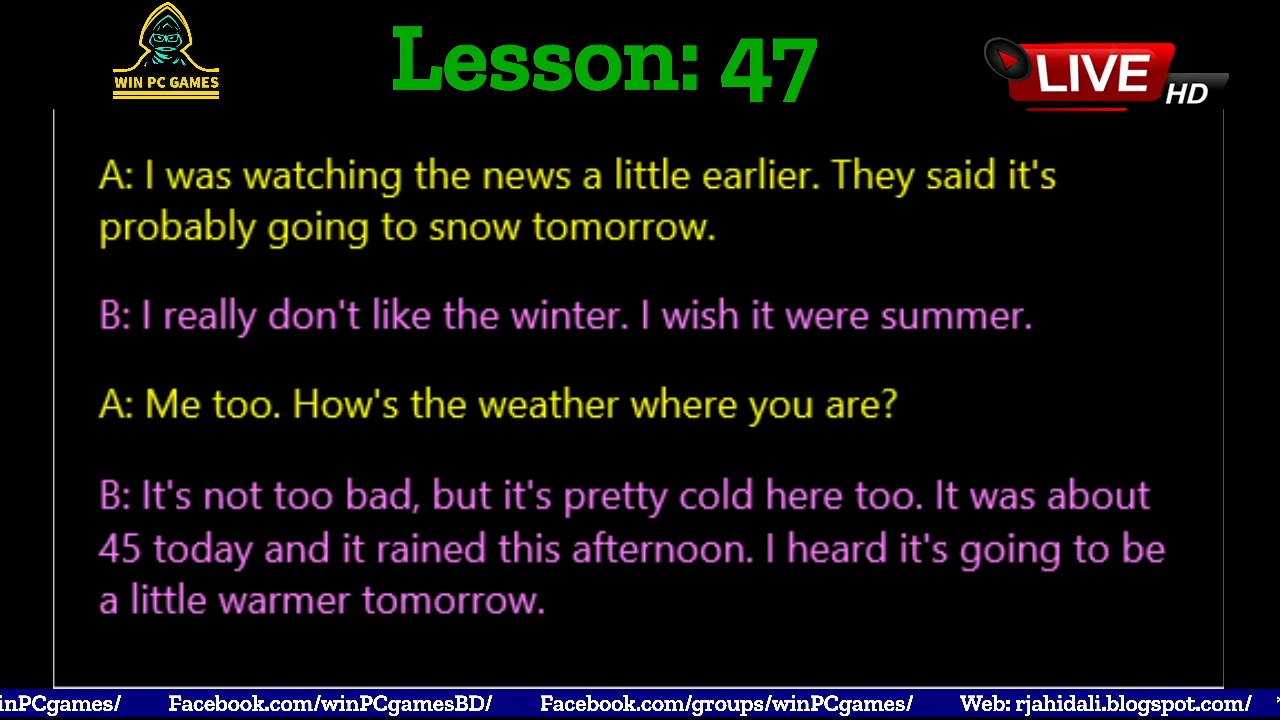 WIN PC GAMES
Lesson: 47
LIVE
HD
A: I was watching the news a little earlier. They said it's
probably going to snow tomorrow.
B: I really don't like the winter. I wish it were summer.
A: Me too. How's the weather where you are?
B: It's not too bad, but it's pretty cold here too. It was about
45 today and it rained this afternoon. I heard it's going to be
a little warmer tomorrow.
inPCgames/ Facebook.com/winPCgamesBD/ Facebook.com/groups/winPCgames/ Web: rjahidali.blogspot.com/